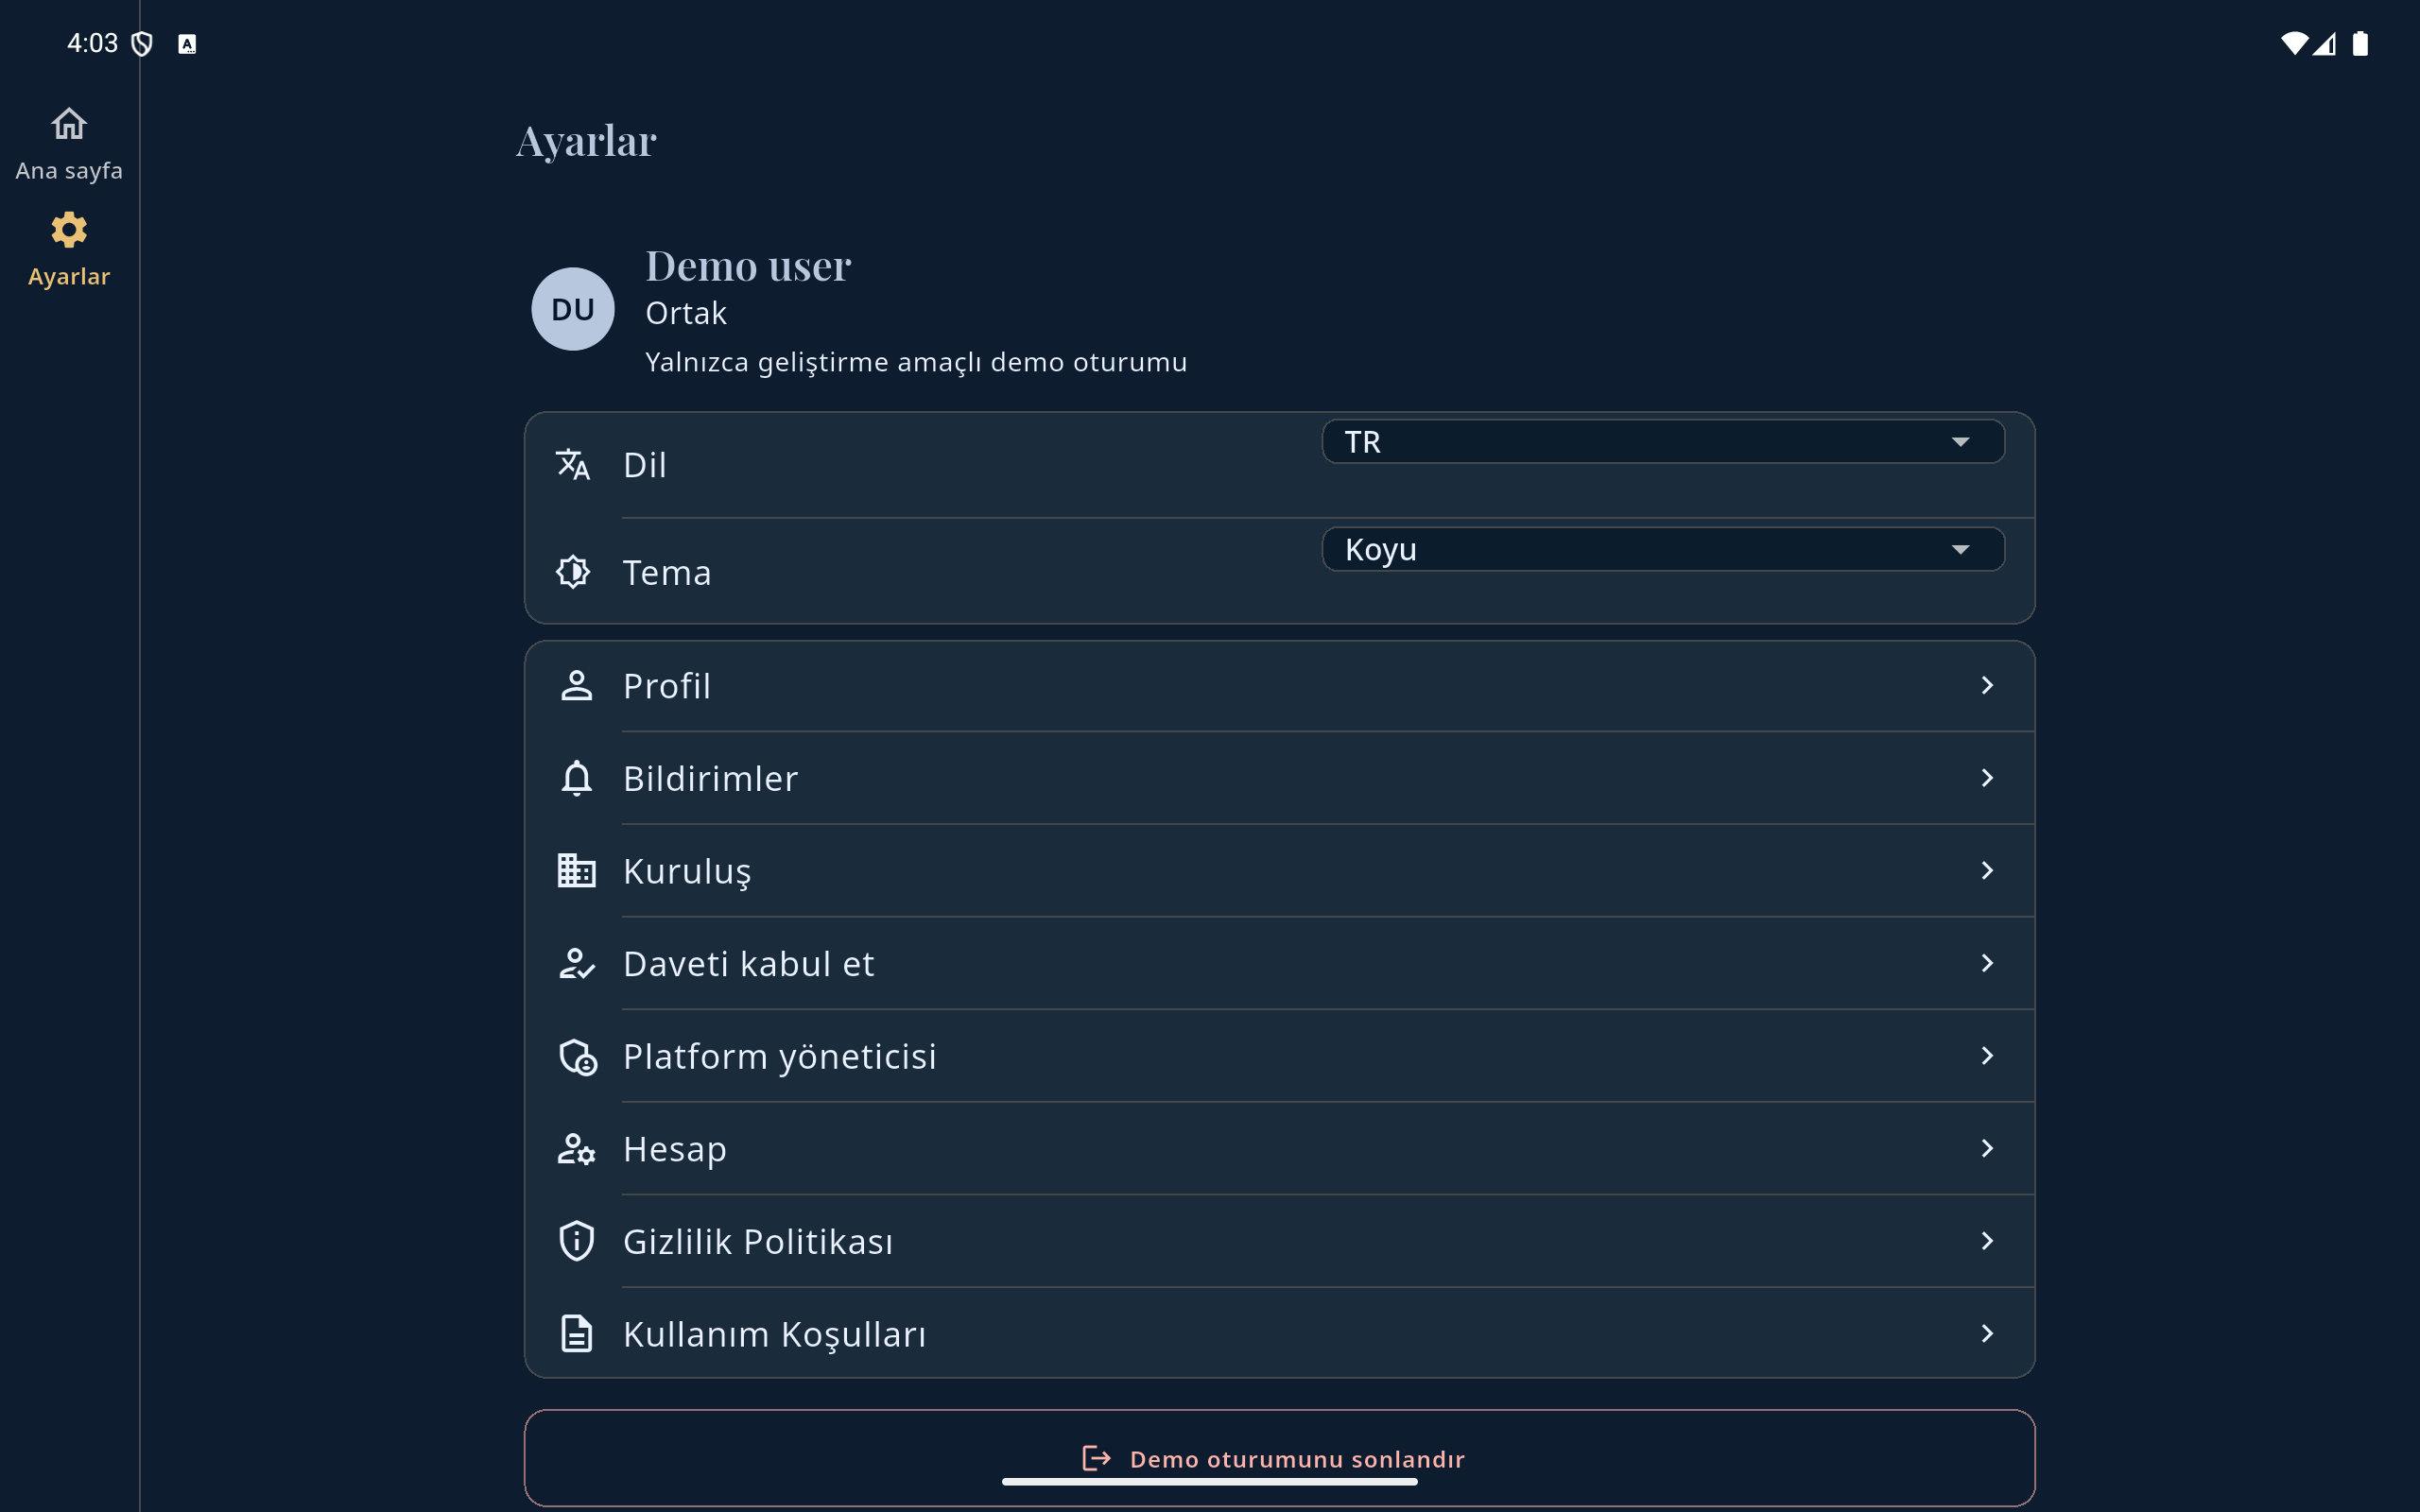 4:03
Ana sayfa
Ayarlar
Ayarlar
Demo user
DU
Ortak
Yalnızca geliştirme amaçlı demo oturumu
Dil
TR
Tema
Koyu
Profil
Bildirimler
Kuruluş
Daveti kabul et
Platform yöneticisi
Hesap
Gizlilik Politikası
Kullanım Koşulları
Demo oturumunu sonlandır